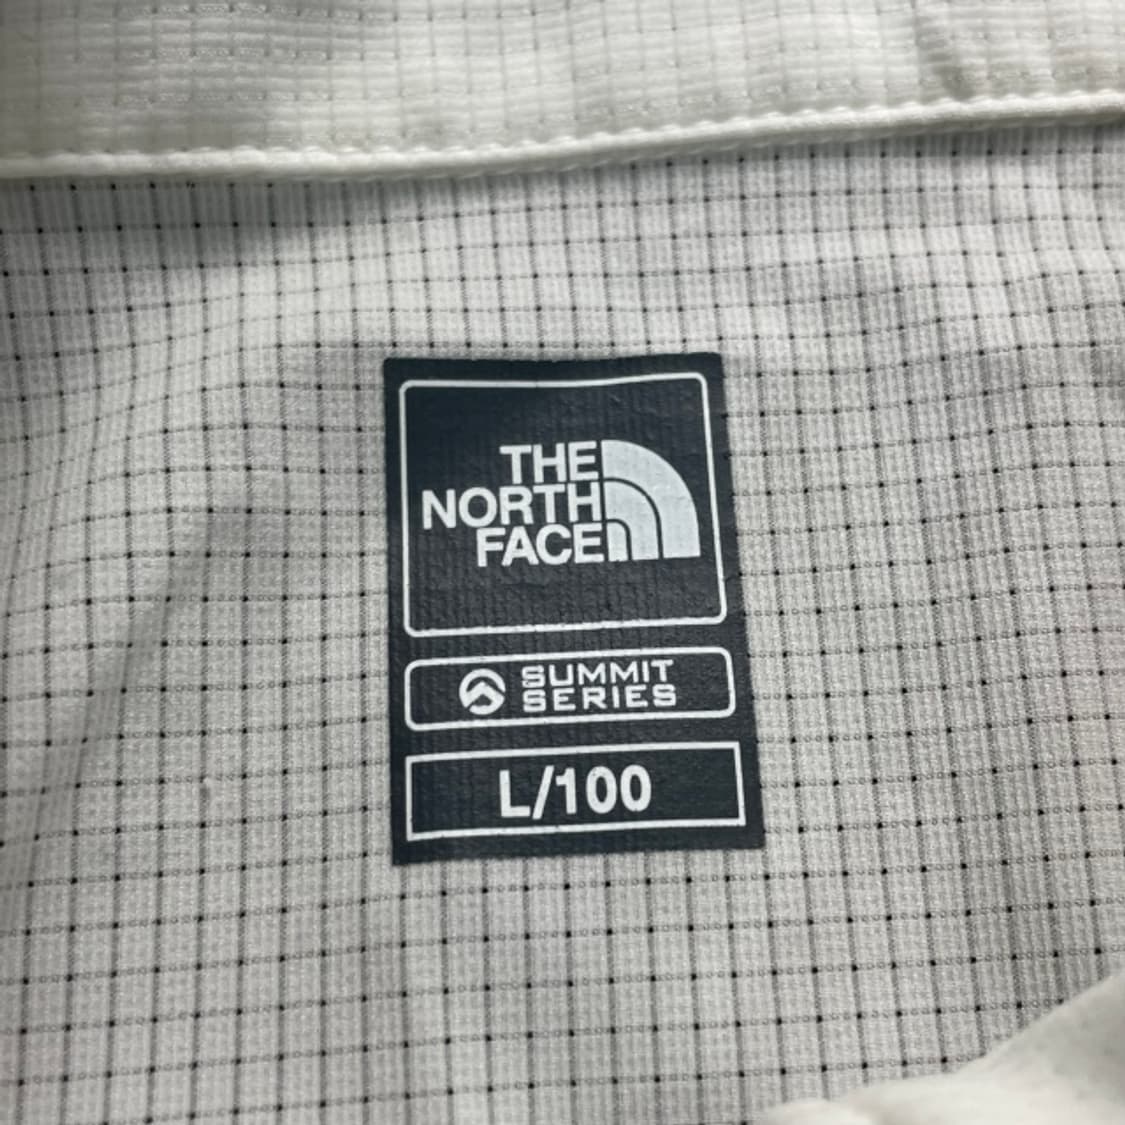 THE
NORTH
FACE
SUMMIT
SERIES
L/100